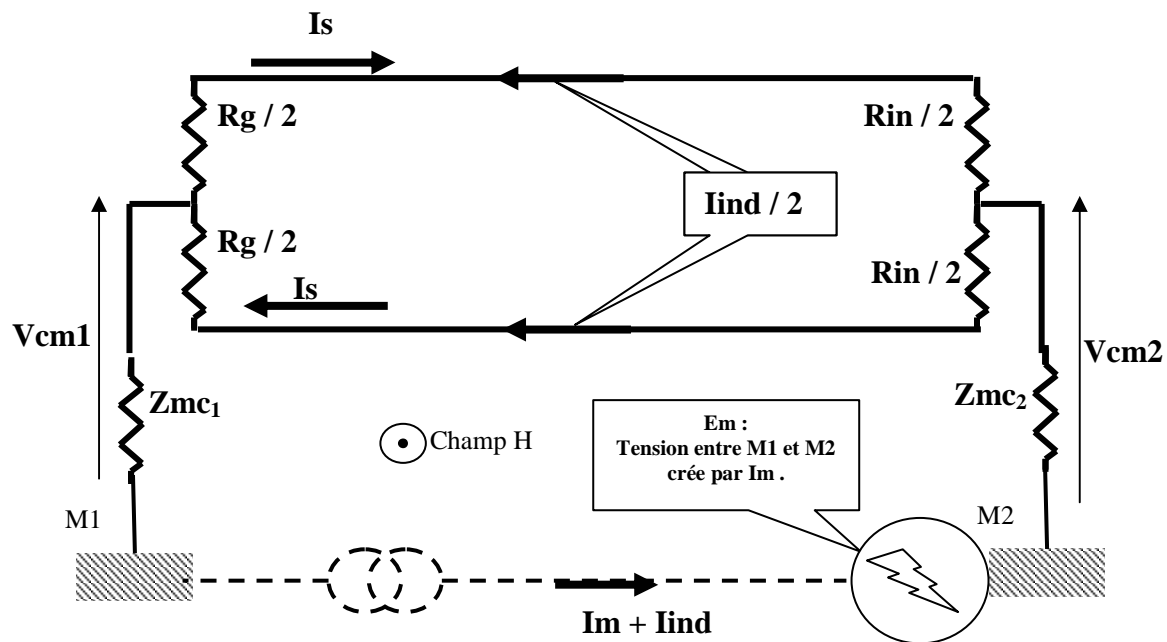 Is
Rg / 2
Rin / 2
Iind / 2
Rg / 2
Rin / 2
Is
Vcm1
Vcm2
Zmc₁
Zmc₂
Em :
Tension entre M1 et M2
crée par Im .
Champ H
M1
M2
Im + Iind